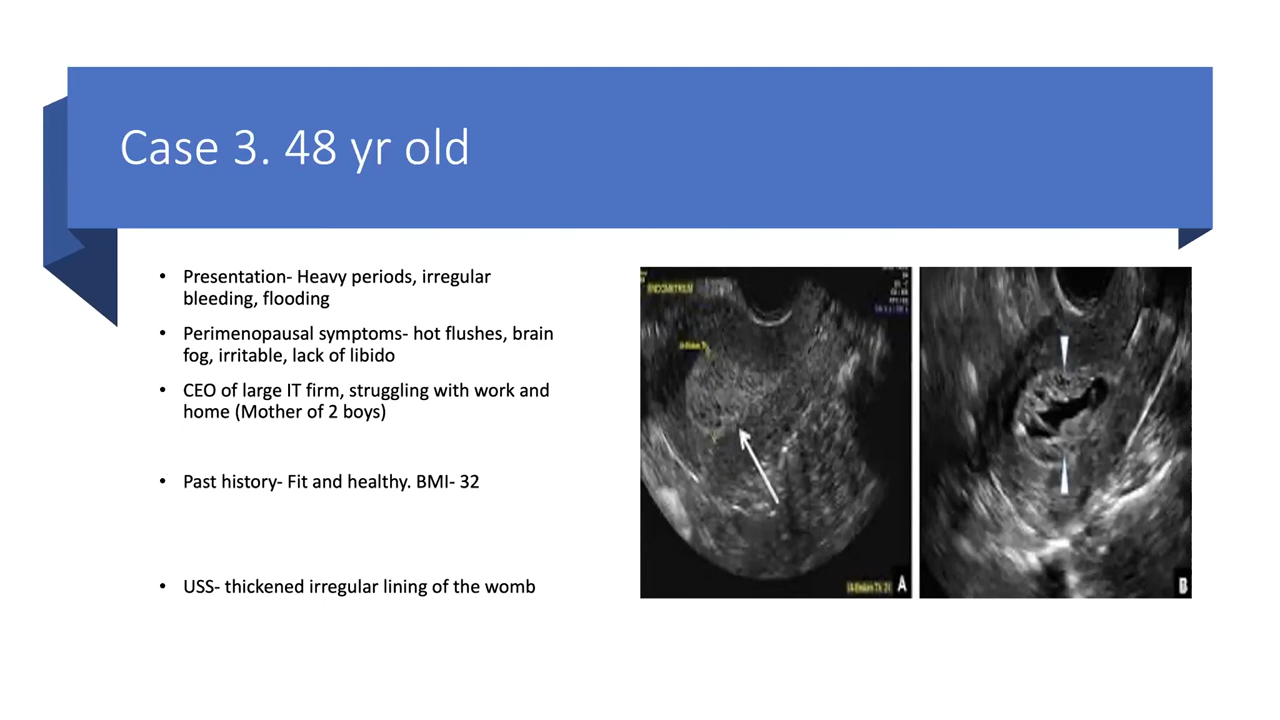 Case 3. 48 yr old
• Presentation- Heavy periods, irregular
bleeding, flooding
• Perimenopausal symptoms- hot flushes, brain
fog, irritable, lack of libido
• CEO of large IT firm, struggling with work and
home (Mother of 2 boys)
• Past history- Fit and healthy. BMI- 32
• USS- thickened irregular lining of the womb
ENDOMETRIUM
A
B